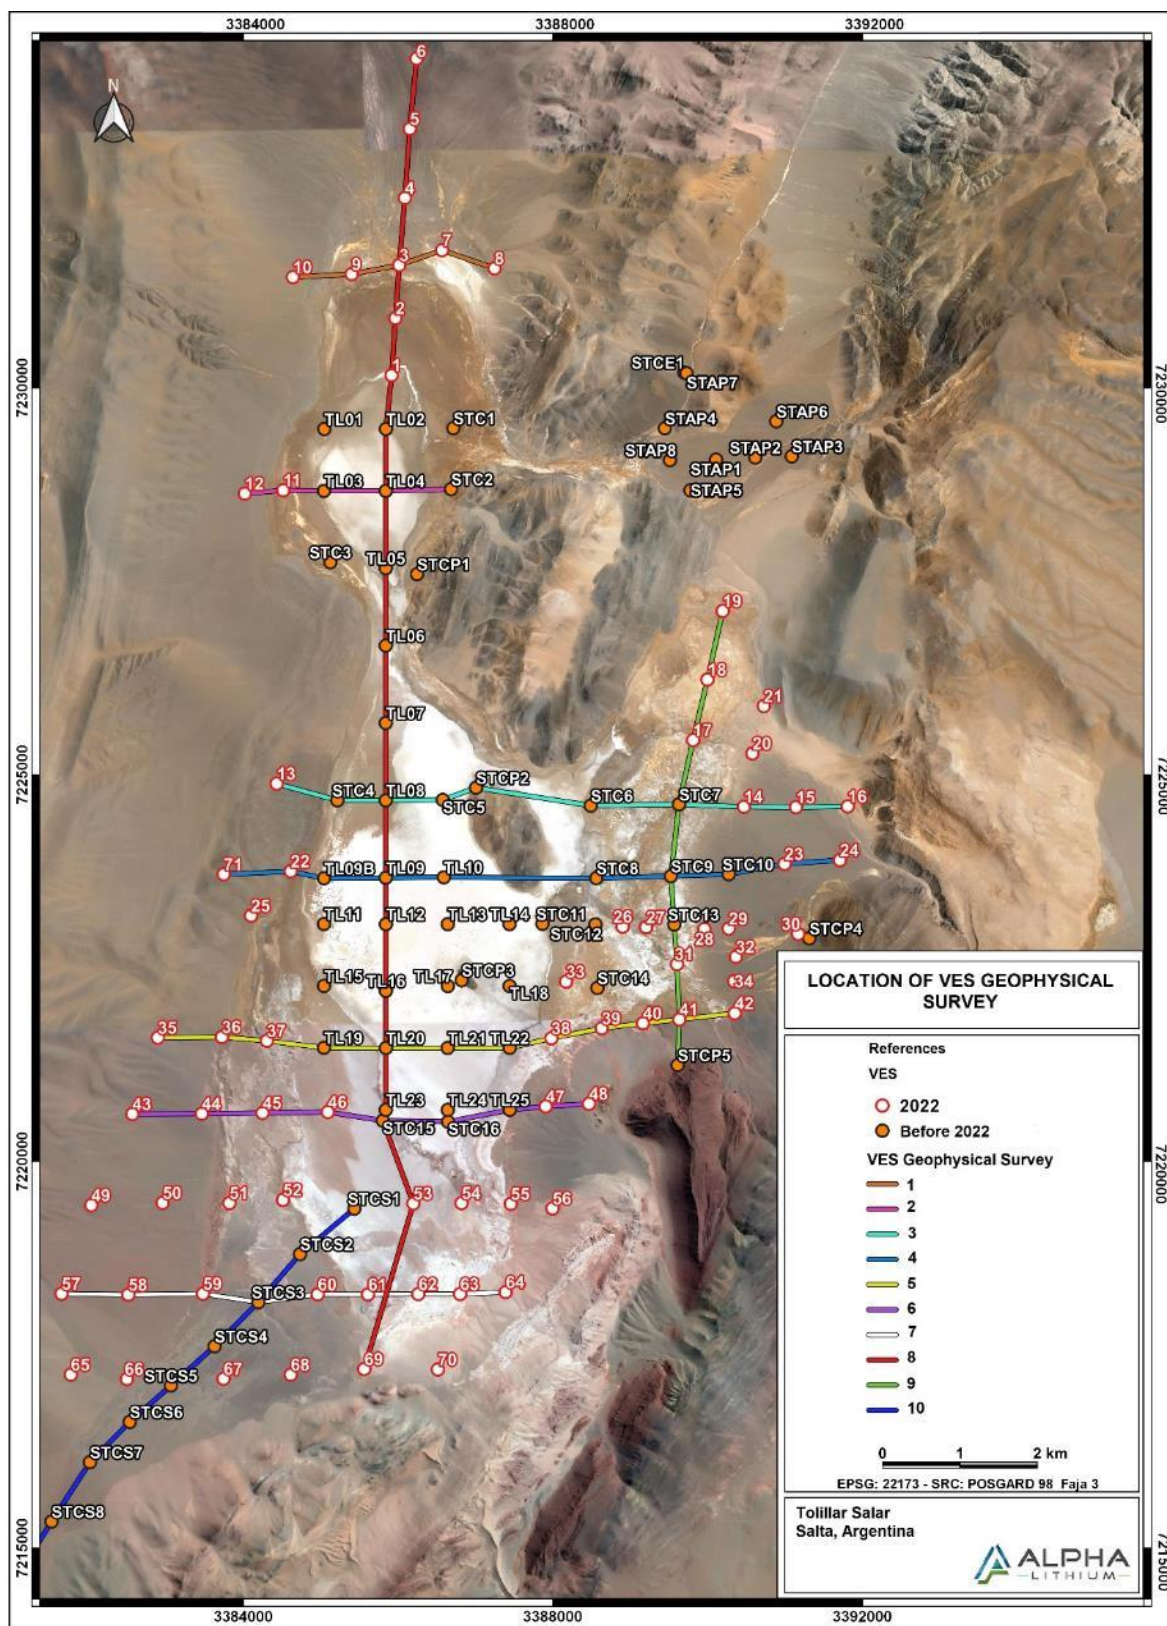 3384000 3388000 3392000
N
6
5
4
7
3
8
10 9
2
1
STCE1
STAP7
7230000 7230000
TL01 TL02 STC1 STAP4 STAP6
STAP8 STAP2 STAP3
STAP1
12 11 TL03 TL04 STC2 STAP5
STC3 TL05 STCP1
19
TL06
18
21
TL07
17
20
7225000 7225000
13 STCP2
STC4 TL08 STC5 STC6 STC7 14 15 16
71 22 TL09B TL09 TL10 STC8 STC9 STC10 23 24
25 TL11 TL12 TL13 TL14 STC11 26 27 STC13 29 30 STCP4
STC12 28
31 32
TL15 TL16 TL17 STCP3 TL18 33 STC14 34
35 36 37 TL19 TL20 TL21 TL22 38 39 40 41 42
STCP5
43 44 45 46 TL23 TL24 TL25 47 48
STC15 STC16
7220000 7220000
49 50 51 52 STCS1 53 54 55 56
STCS2
57 58 59 STCS3 60 61 62 63 64
STCS4
65 66 STCS5 67 68 69 70
STCS6
STCS7
STCS8
7215000 7215000
LOCATION OF VES GEOPHYSICAL
SURVEY
References
VES
2022
Before 2022
VES Geophysical Survey
1
2
3
4
5
6
7
8
9
10
0 1 2 km
EPSG: 22173 - SRC: POSGARD 98 Faja 3
Tolillar Salar
Salta, Argentina
ALPHA
LITHIUM
3384000 3388000 3392000